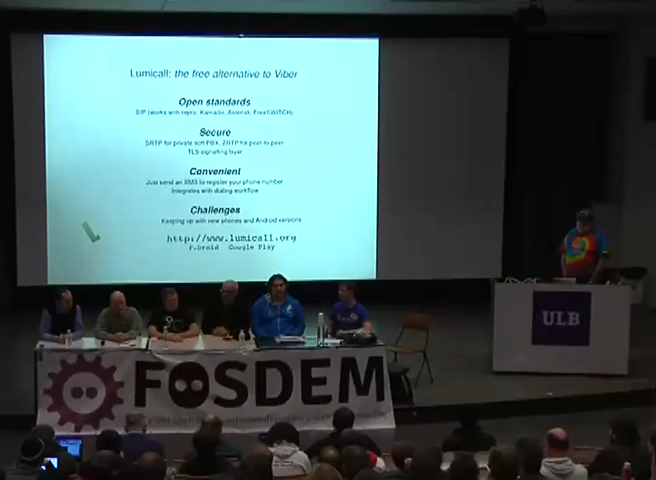 Lumicall: the free alternative to Viber
Open standards
SIP (works with repro, Kamailio, Asterisk, FreeSWITCH)
Secure
SRTP for private soft PBX, ZRTP for peer to peer
TLS signalling layer
Convenient
Just send an SMS to register your phone number
Integrates with dialing workflow
Challenges
Keeping up with new phones and Android versions
http://www.lumicall.org
F-Droid Google Play
ULB
FOSDEM